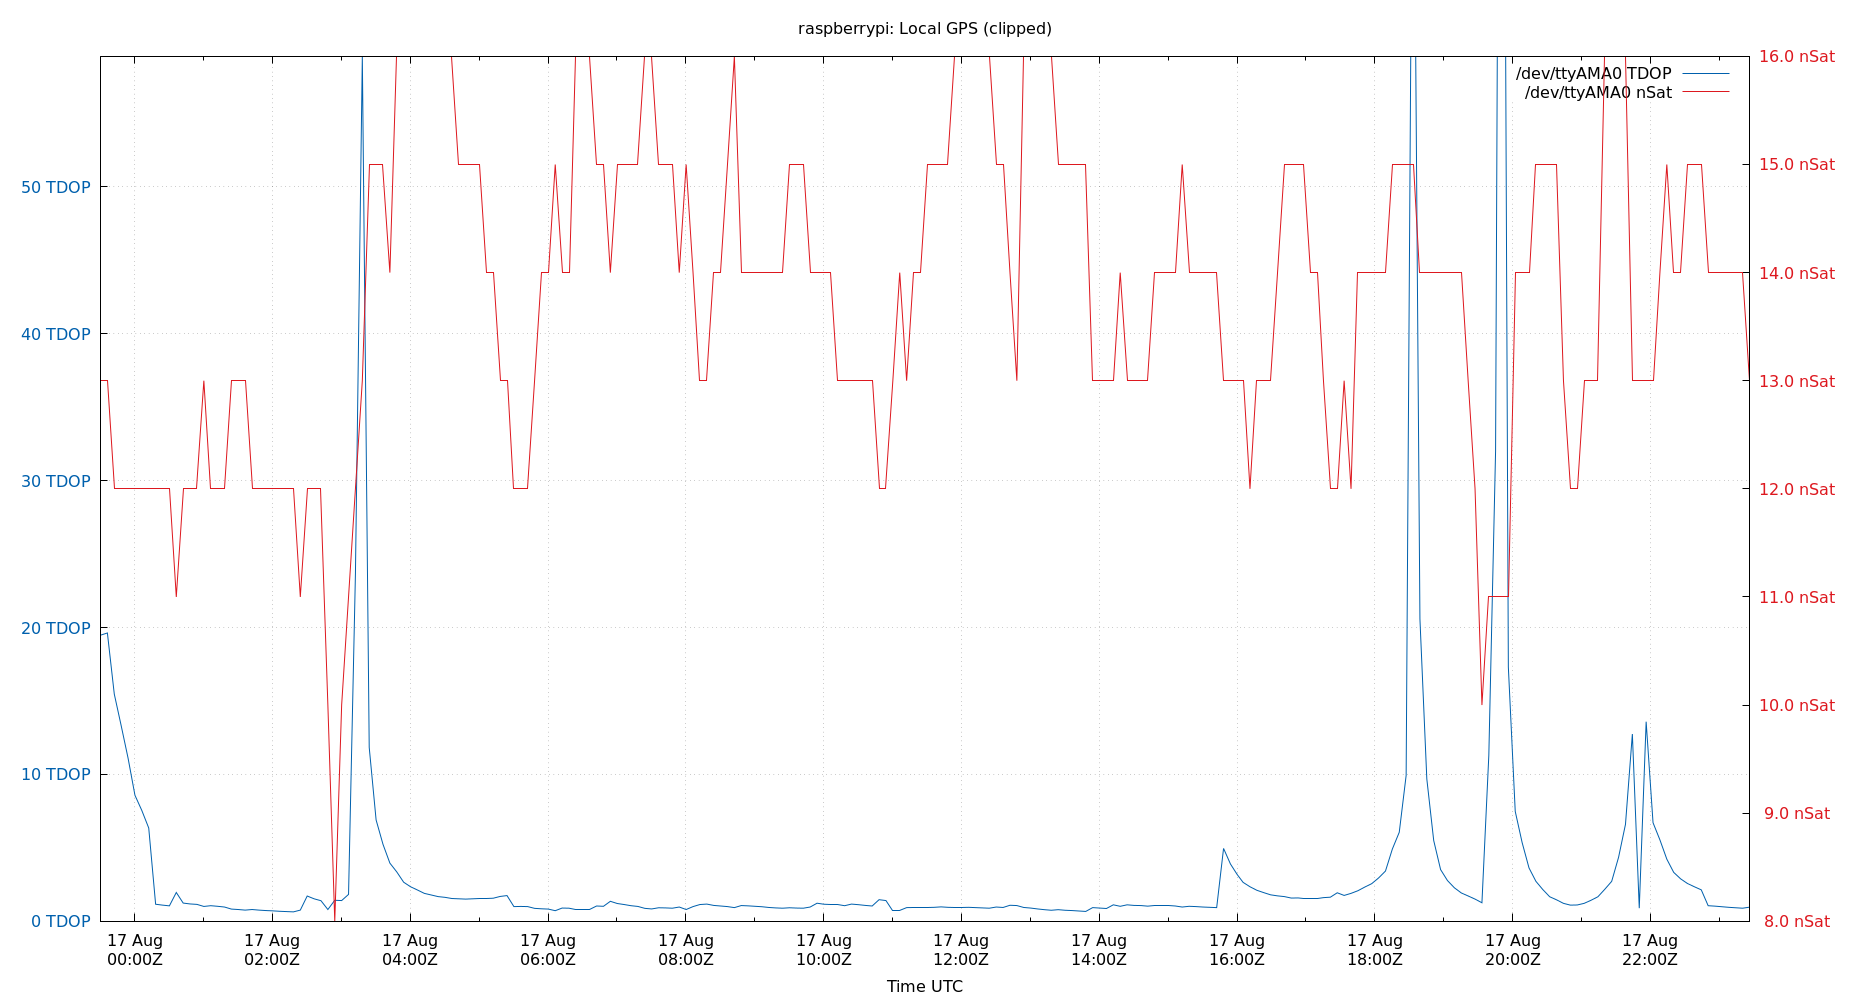 raspberrypi: Local GPS (clipped)
/dev/ttyAMA0 TDOP
/dev/ttyAMA0 nSat
50 TDOP
40 TDOP
30 TDOP
20 TDOP
10 TDOP
0 TDOP
16.0 nSat
15.0 nSat
14.0 nSat
13.0 nSat
12.0 nSat
11.0 nSat
10.0 nSat
9.0 nSat
8.0 nSat
17 Aug 17 Aug 17 Aug 17 Aug 17 Aug 17 Aug 17 Aug 17 Aug 17 Aug 17 Aug 17 Aug 17 Aug
00:00Z 02:00Z 04:00Z 06:00Z 08:00Z 10:00Z 12:00Z 14:00Z 16:00Z 18:00Z 20:00Z 22:00Z
Time UTC